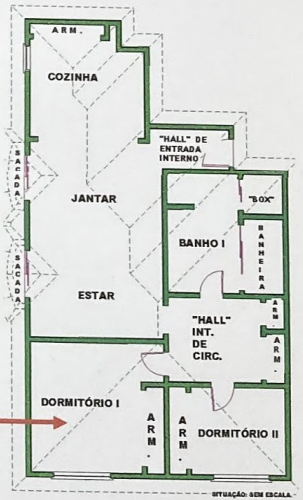 ARM.
COZINHA
"HALL" DE
ENTRADA
INTERNO
SACADA
JANTAR
"BOX"
BANHO I
BANHEIRA
SACADA
ESTAR
"HALL"
INT.
DE
CIRC.
ARM.
ARM.
DORMITÓRIO I
ARM.
ARM.
DORMITÓRIO II
SITUAÇÃO: SEM ESCALA.